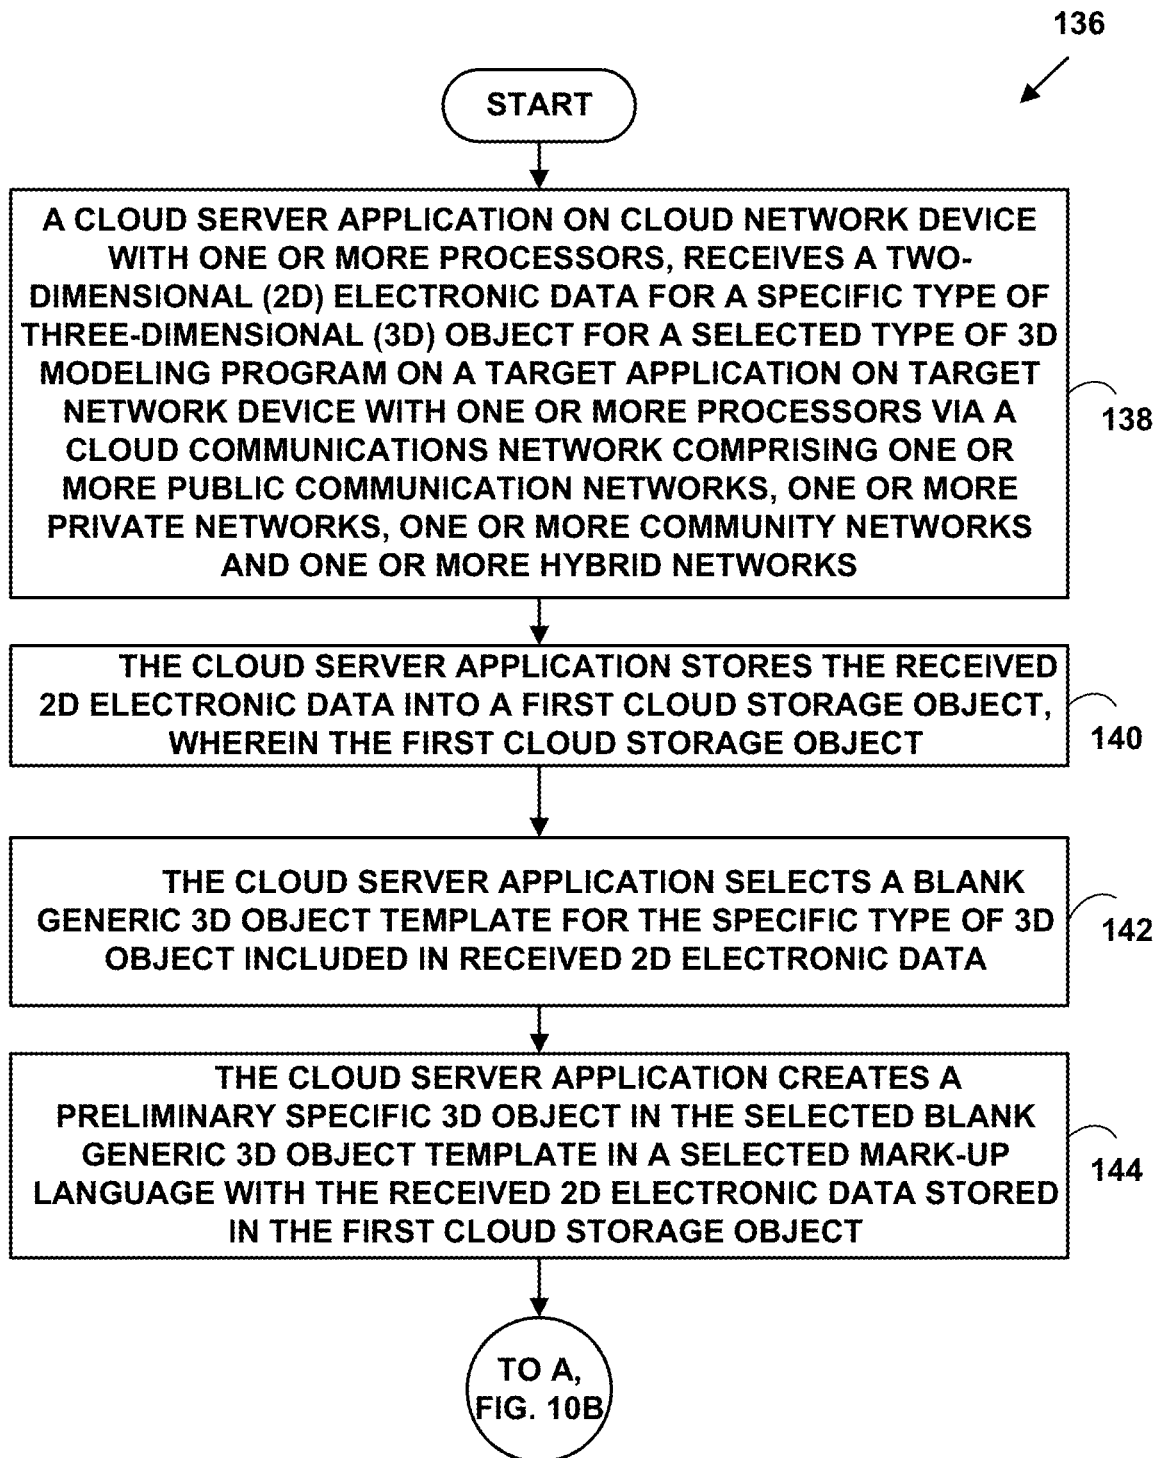 136
START
A CLOUD SERVER APPLICATION ON CLOUD NETWORK DEVICE
WITH ONE OR MORE PROCESSORS, RECEIVES A TWO-
DIMENSIONAL (2D) ELECTRONIC DATA FOR A SPECIFIC TYPE OF
THREE-DIMENSIONAL (3D) OBJECT FOR A SELECTED TYPE OF 3D
MODELING PROGRAM ON A TARGET APPLICATION ON TARGET
NETWORK DEVICE WITH ONE OR MORE PROCESSORS VIA A
CLOUD COMMUNICATIONS NETWORK COMPRISING ONE OR
MORE PUBLIC COMMUNICATION NETWORKS, ONE OR MORE
PRIVATE NETWORKS, ONE OR MORE COMMUNITY NETWORKS
AND ONE OR MORE HYBRID NETWORKS
138
THE CLOUD SERVER APPLICATION STORES THE RECEIVED
2D ELECTRONIC DATA INTO A FIRST CLOUD STORAGE OBJECT,
WHEREIN THE FIRST CLOUD STORAGE OBJECT
140
THE CLOUD SERVER APPLICATION SELECTS A BLANK
GENERIC 3D OBJECT TEMPLATE FOR THE SPECIFIC TYPE OF 3D
OBJECT INCLUDED IN RECEIVED 2D ELECTRONIC DATA
142
THE CLOUD SERVER APPLICATION CREATES A
PRELIMINARY SPECIFIC 3D OBJECT IN THE SELECTED BLANK
GENERIC 3D OBJECT TEMPLATE IN A SELECTED MARK-UP
LANGUAGE WITH THE RECEIVED 2D ELECTRONIC DATA STORED
IN THE FIRST CLOUD STORAGE OBJECT
144
TO A,
FIG. 10B